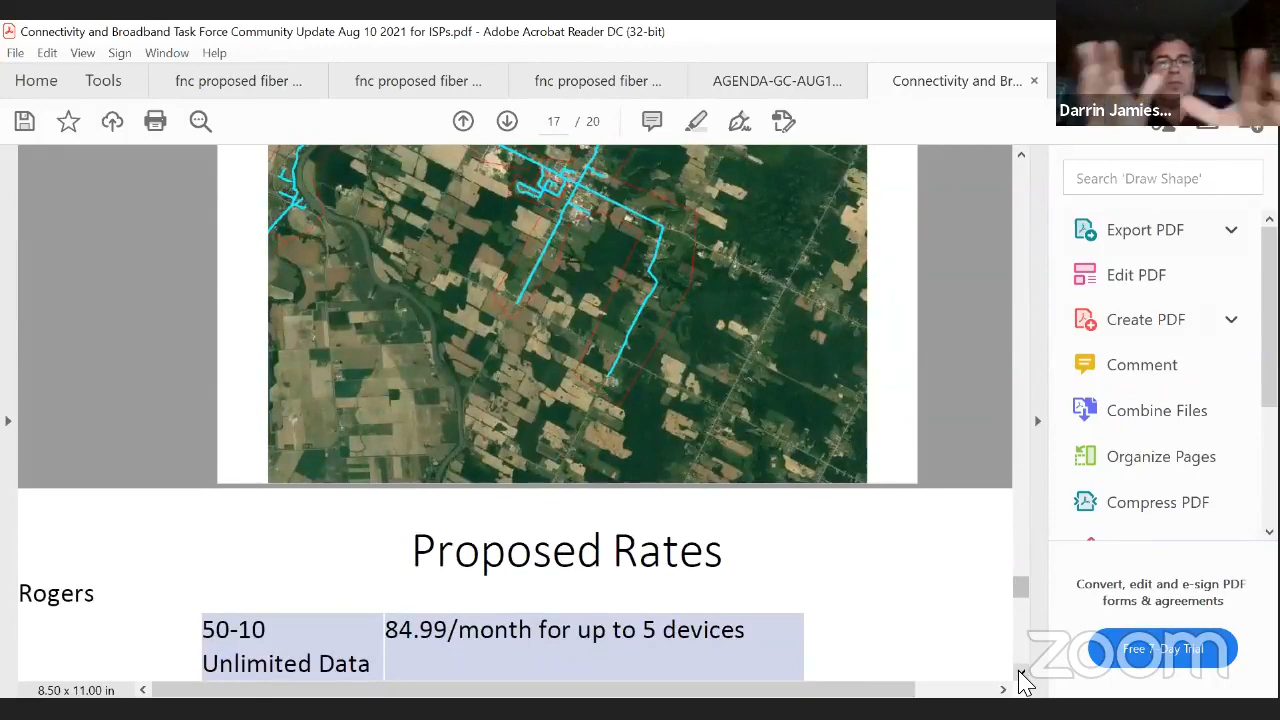 Connectivity and Broadband Task Force Community Update Aug 10 2021 for ISPs.pdf - Adobe Acrobat Reader DC (32-bit)
File Edit View Sign Window Help
Home Tools fnc proposed fiber ... fnc proposed fiber ... fnc proposed fiber ... AGENDA-GC-AUG1... Connectivity and Br... ×
Darrin Jamies...
17 / 20
Search 'Draw Shape'
Export PDF
Edit PDF
Create PDF
Comment
Combine Files
Organize Pages
Compress PDF
Convert, edit and e-sign PDF
forms & agreements
Free 7-Day Trial
zoom
Proposed Rates
Rogers
50-10 84.99/month for up to 5 devices
Unlimited Data
8.50 x 11.00 in